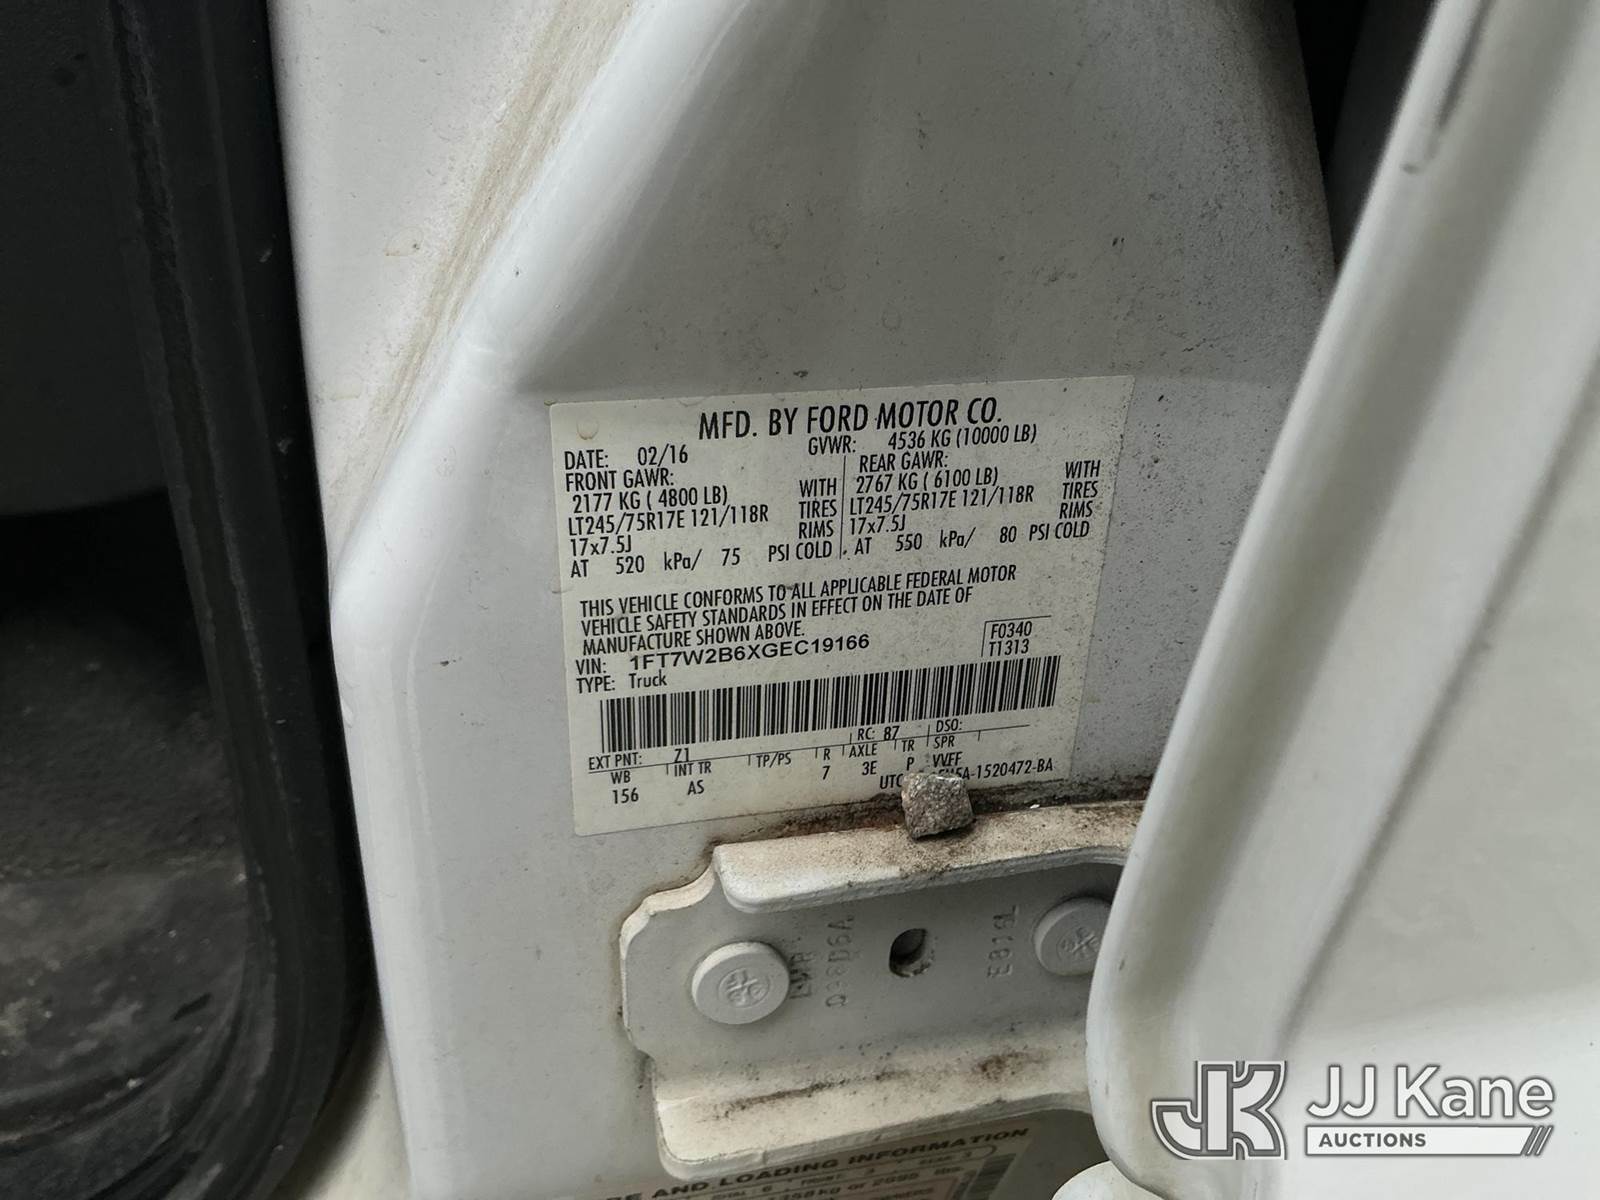 MFD. BY FORD MOTOR CO.
DATE: 02/16 GVWR: 4536 KG (10000 LB)
FRONT GAWR: REAR GAWR:
2177 KG ( 4800 LB) WITH 2767 KG ( 6100 LB) WITH
LT245/75R17E 121/118R TIRES LT245/75R17E 121/118R TIRES
17x7.5J RIMS 17x7.5J RIMS
AT 520 kPa/ 75 PSI COLD AT 550 kPa/ 80 PSI COLD
THIS VEHICLE CONFORMS TO ALL APPLICABLE FEDERAL MOTOR
VEHICLE SAFETY STANDARDS IN EFFECT ON THE DATE OF
MANUFACTURE SHOWN ABOVE.
VIN: 1FT7W2B6XGEC19166 F0340
TYPE: Truck T1313
EXT PNT: Z1 RC: 87 DSO:
WB INT TR TP/PS R AXLE TR SPR
156 AS 7 3E P VVFF
-1520472-BA
AND LOADING INFORMATION
JK JJ Kane
AUCTIONS